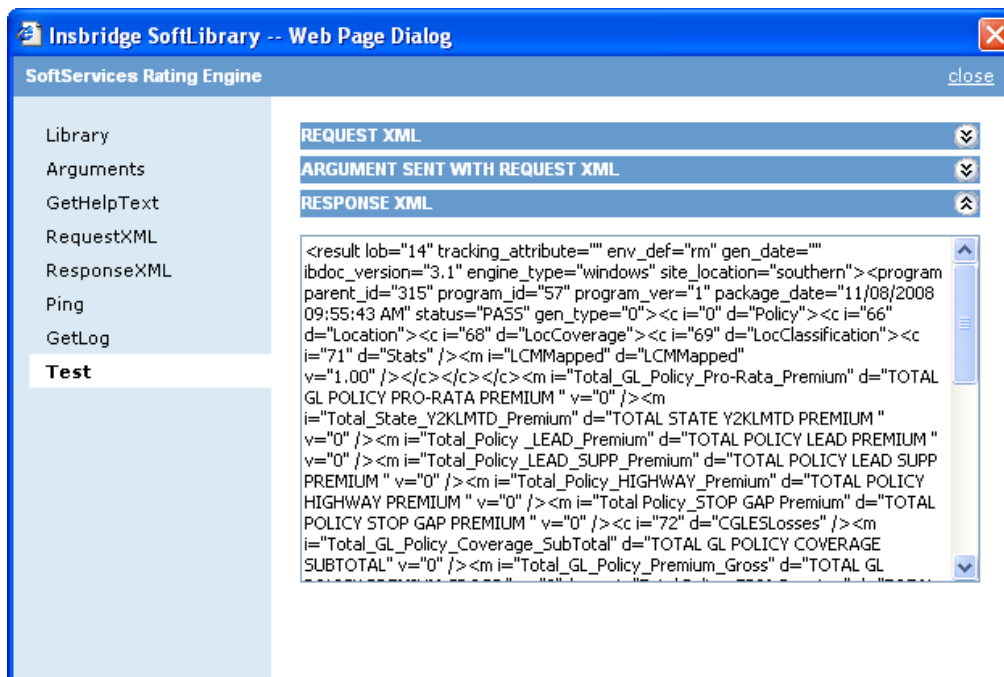 Insbridge SoftLibrary -- Web Page Dialog
SoftServices Rating Engine
close
Library
Arguments
GetHelpText
RequestXML
ResponseXML
Ping
GetLog
Test
REQUEST XML
ARGUMENT SENT WITH REQUEST XML
RESPONSE XML
<result lob="14" tracking_attribute="" env_def="rm" gen_date=""
ibdoc_version="3.1" engine_type="windows" site_location="southern"><program
parent_id="315" program_id="57" program_ver="1" package_date="11/08/2008
09:55:43 AM" status="PASS" gen_type="0"><c i="0" d="Policy"><c i="66"
d="Location"><c i="68" d="LocCoverage"><c i="69" d="LocClassification"><c
i="71" d="Stats" /><m i="LCMMapped" d="LCMMapped"
v="1.00" /></c></c></c><m i="Total_GL_Policy_Pro-Rata_Premium" d="TOTAL
GL POLICY PRO-RATA PREMIUM " v="0" /><m
i="Total_State_Y2KLMTD_Premium" d="TOTAL STATE Y2KLMTD PREMIUM "
v="0" /><m i="Total_Policy _LEAD_Premium" d="TOTAL POLICY LEAD PREMIUM "
v="0" /><m i="Total_Policy_LEAD_SUPP_Premium" d="TOTAL POLICY LEAD SUPP
PREMIUM " v="0" /><m i="Total_Policy_HIGHWAY_Premium" d="TOTAL POLICY
HIGHWAY PREMIUM " v="0" /><m i="Total Policy_STOP GAP Premium" d="TOTAL
POLICY STOP GAP PREMIUM " v="0" /><c i="72" d="CGLESLosses" /><m
i="Total_GL_Policy_Coverage_SubTotal" d="TOTAL GL POLICY COVERAGE
SUBTOTAL" v="0" /><m i="Total_GL_Policy_Premium_Gross" d="TOTAL GL